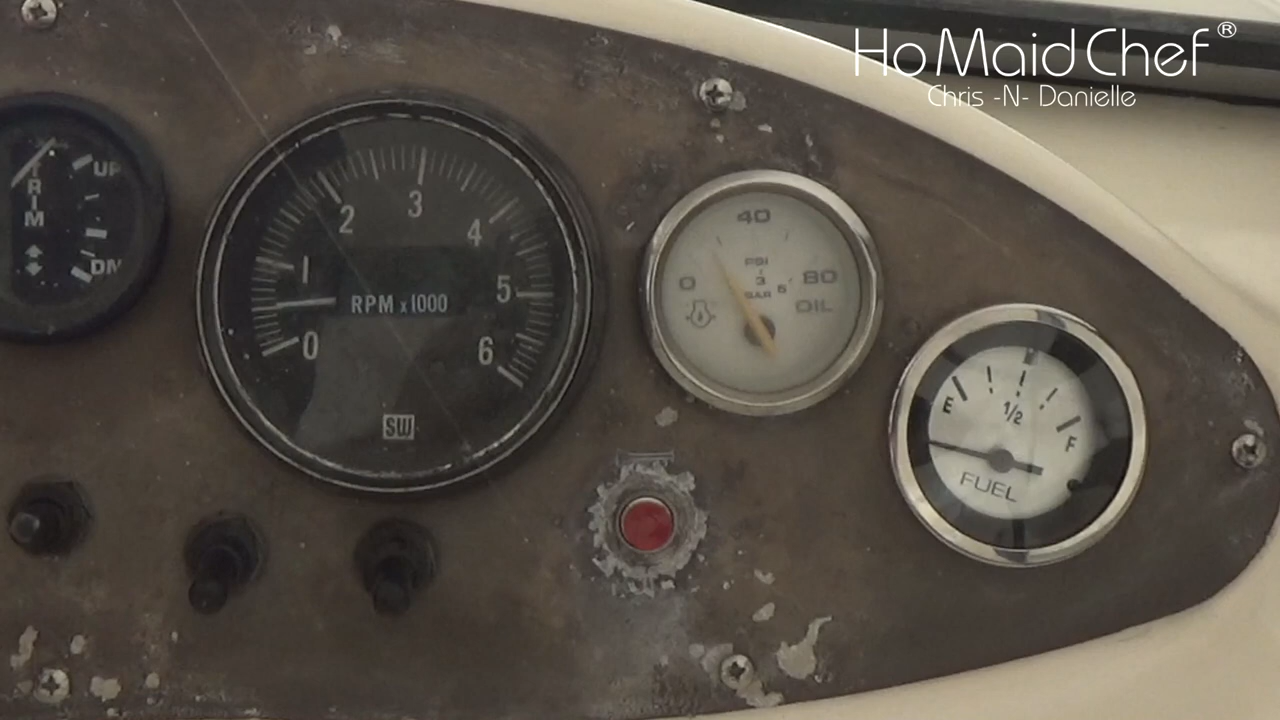 HoMaidChef®
Chris -N- Danielle
TRIM
UP
DN
0
1
2
3
4
5
6
RPM x 1000
SW
0
40
80
PSI
3
5
BAR
OIL
E
1/2
F
FUEL